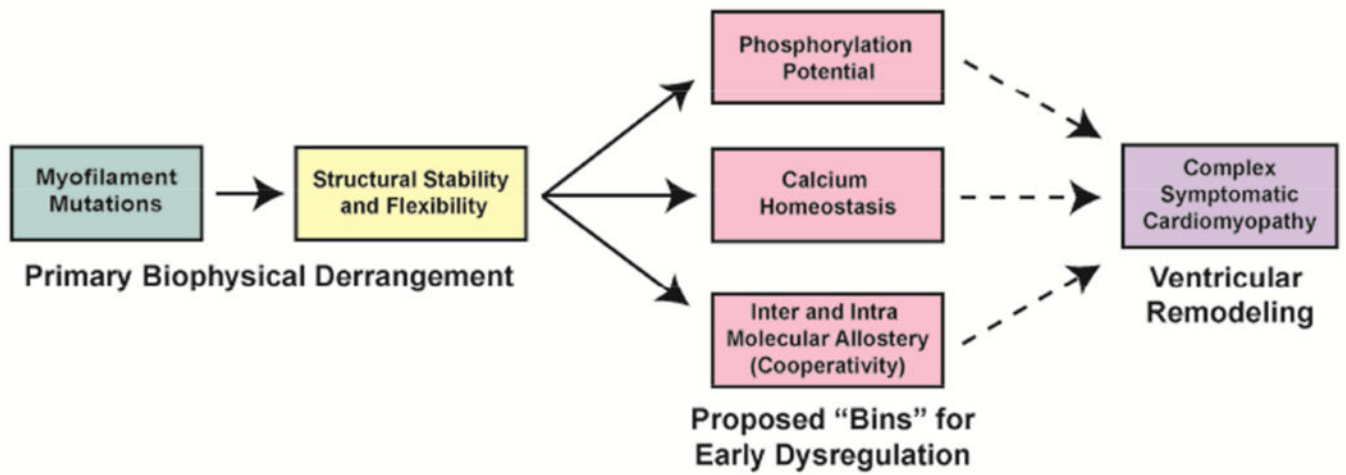 Phosphorylation
Potential
Myofilament
Mutations
Structural Stability
and Flexibility
Calcium
Homeostasis
Complex
Symptomatic
Cardiomyopathy
Primary Biophysical Derrangement
Inter and Intra
Molecular Allostery
(Cooperativity)
Ventricular
Remodeling
Proposed “Bins” for
Early Dysregulation